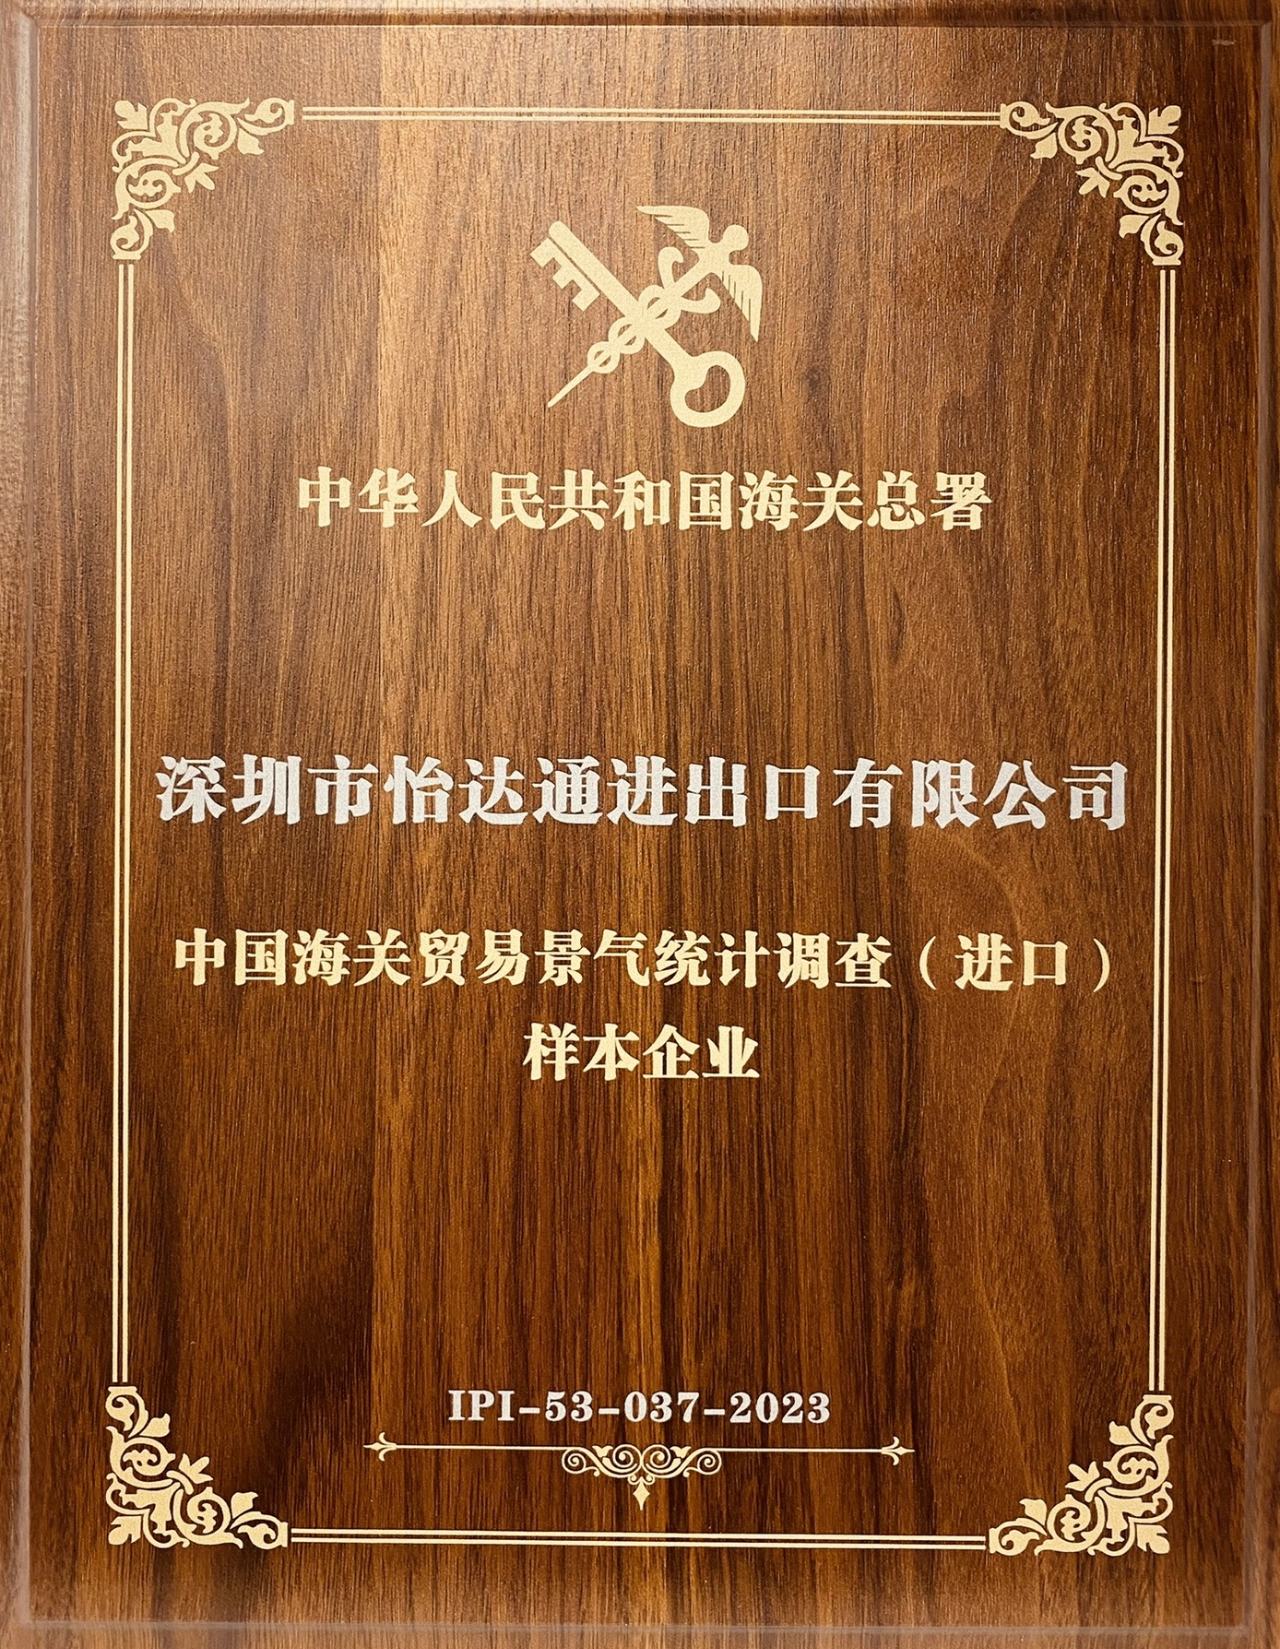 中华人民共和国海关总署
深圳市怡达通进出口有限公司
中国海关贸易景气统计调查（进口）
样本企业
IPI-53-037-2023